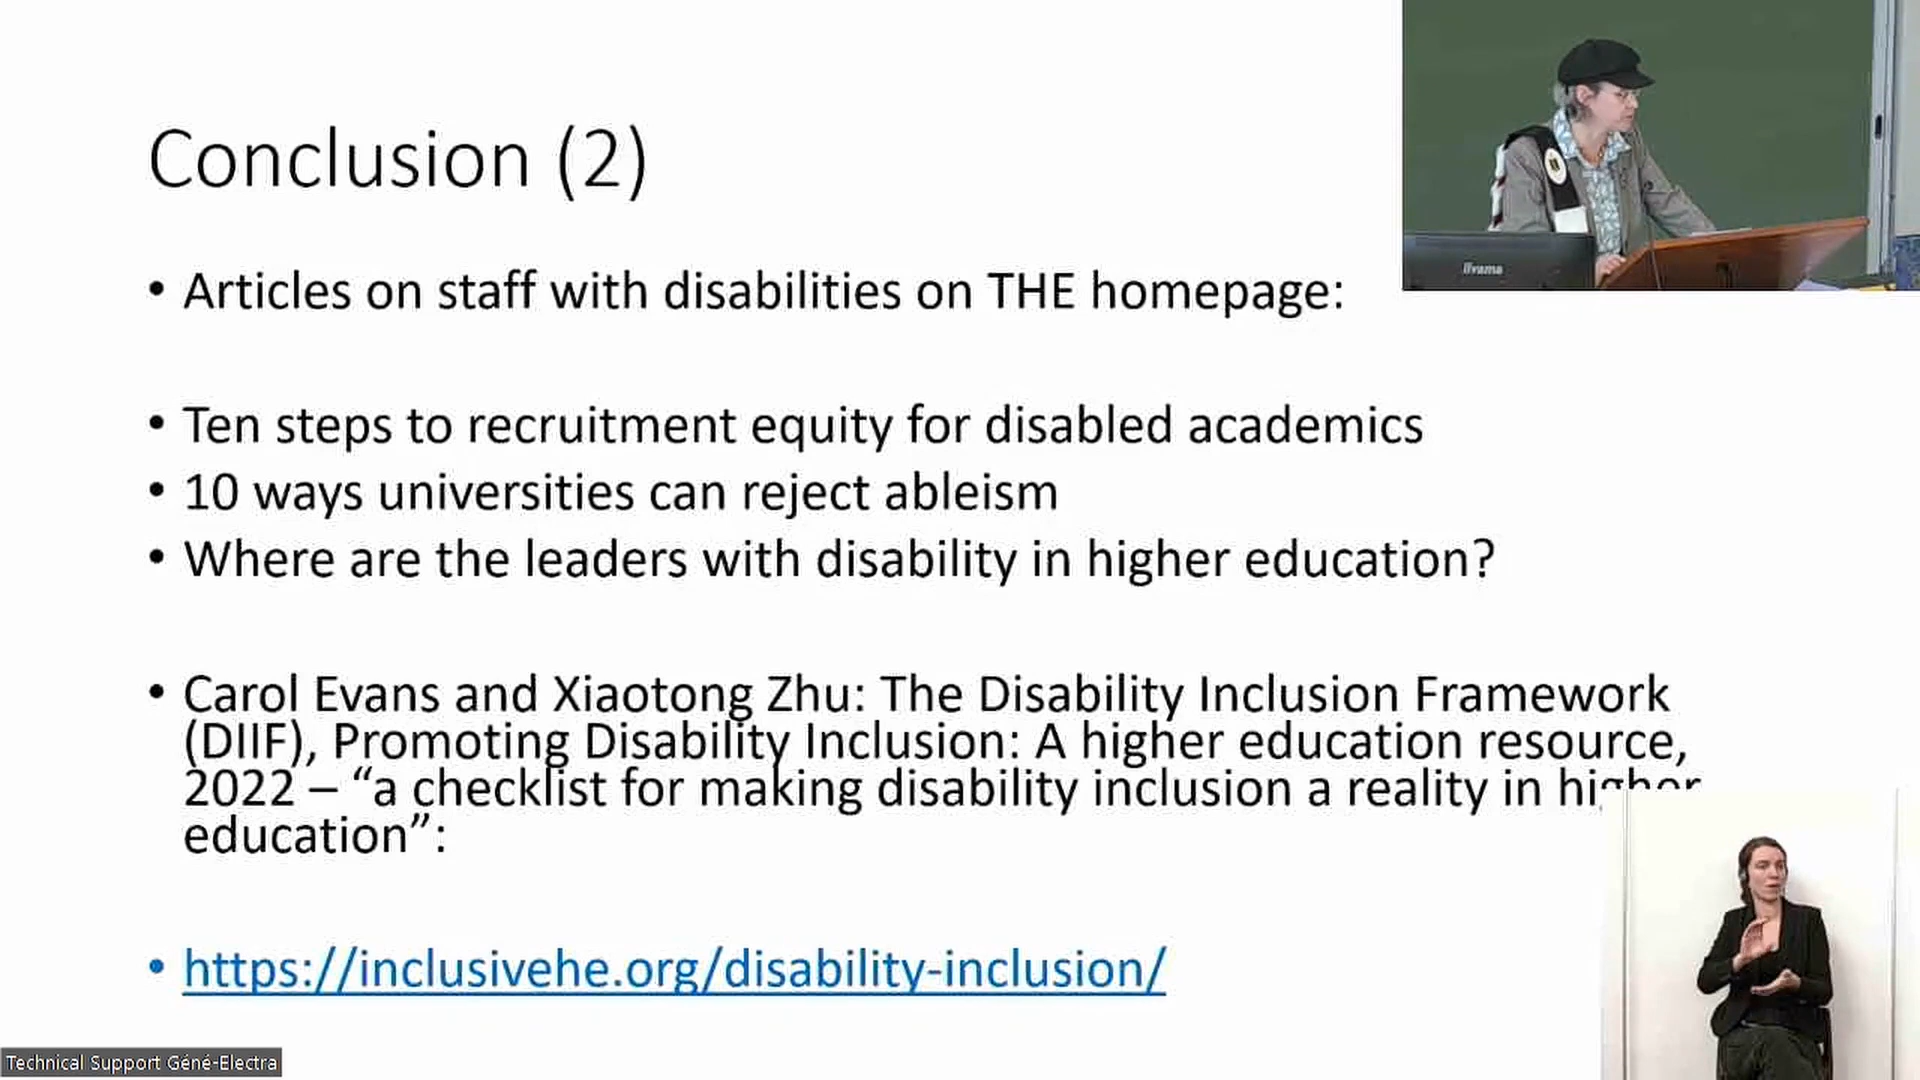 Conclusion (2)
• Articles on staff with disabilities on THE homepage:
• Ten steps to recruitment equity for disabled academics
• 10 ways universities can reject ableism
• Where are the leaders with disability in higher education?
• Carol Evans and Xiaotong Zhu: The Disability Inclusion Framework
(DIIF), Promoting Disability Inclusion: A higher education resource,
2022 – “a checklist for making disability inclusion a reality in higher
education”:
• https://inclusivehe.org/disability-inclusion/
iiyama
Technical Support Géné-Electra